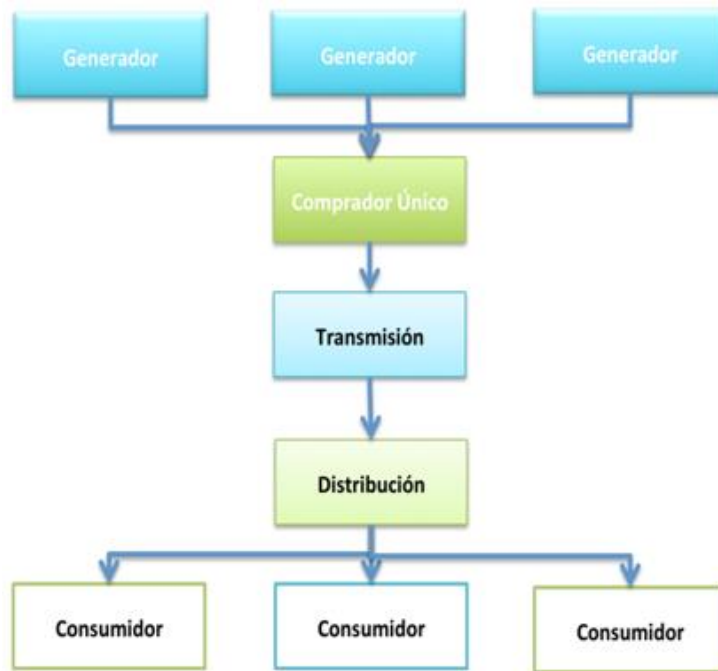 Generador
Generador
Generador
Comprador Único
Transmisión
Distribución
Consumidor
Consumidor
Consumidor